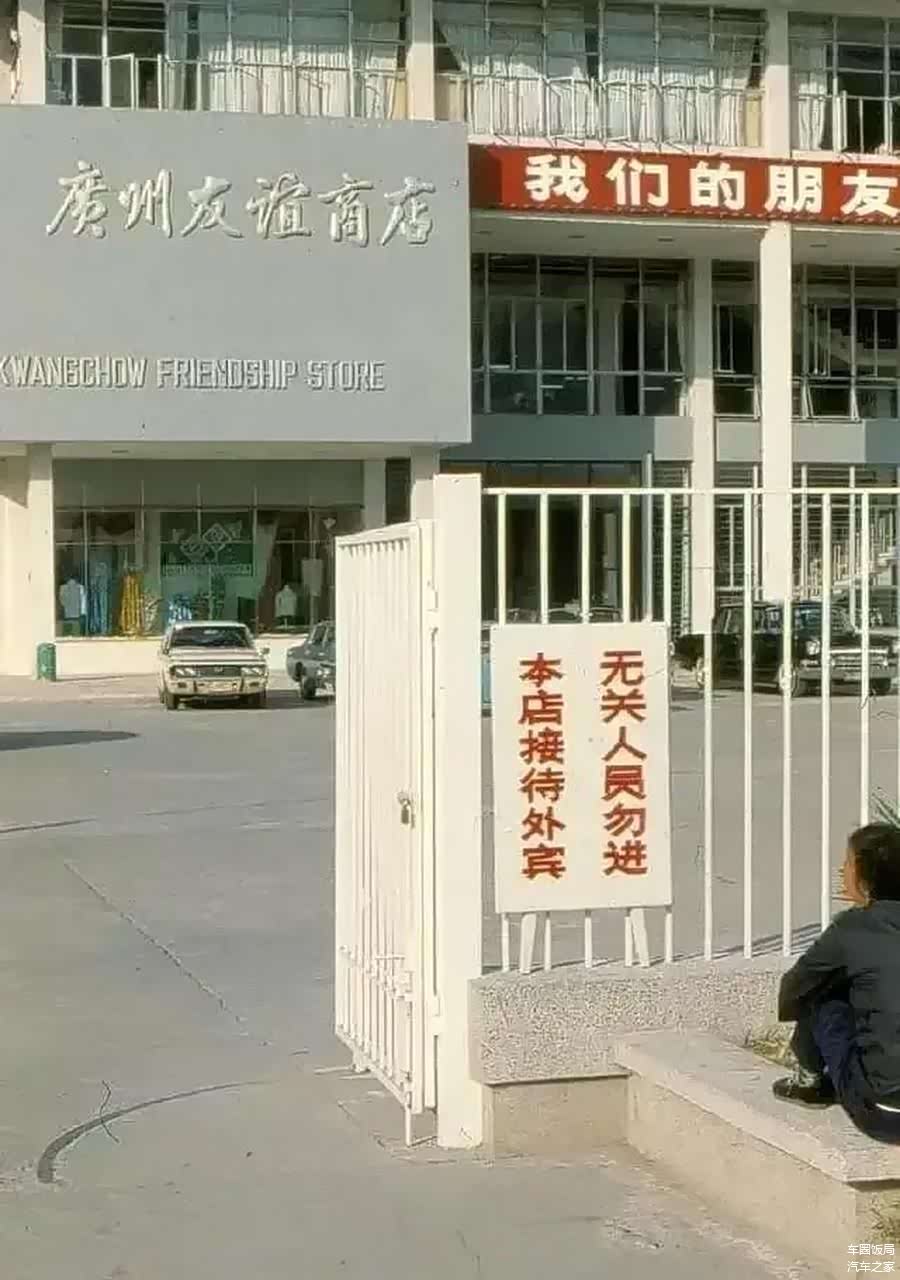 廣州友谊商店
KWANGCHOW FRIENDSHIP STORE
我们的朋友
本店接待外宾
无关人员勿进
车圈饭局
汽车之家